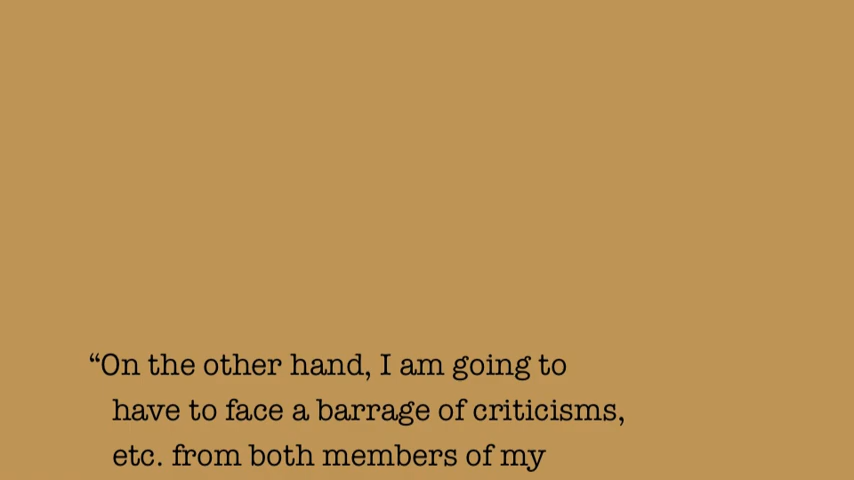 “On the other hand, I am going to
have to face a barrage of criticisms,
etc. from both members of my